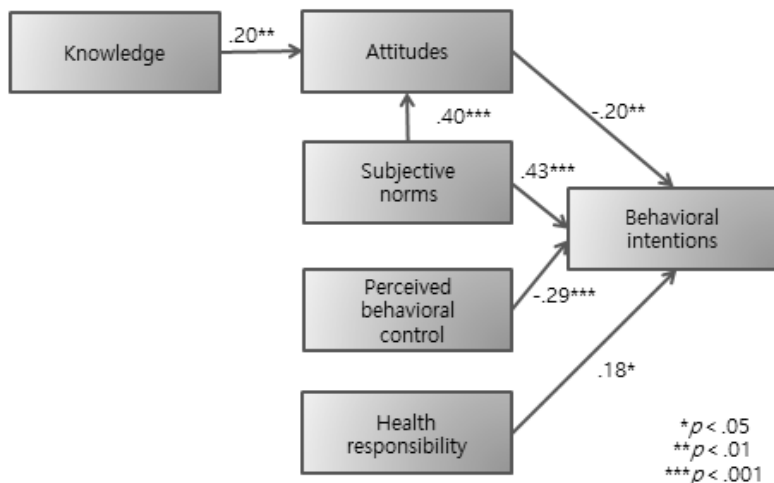 Knowledge
.20**
Attitudes
.40***
-.20**
Subjective
norms
.43***
Behavioral
intentions
Perceived
behavioral
control
-.29***
.18*
Health
responsibility
*p< .05
**p< .01
***p< .001